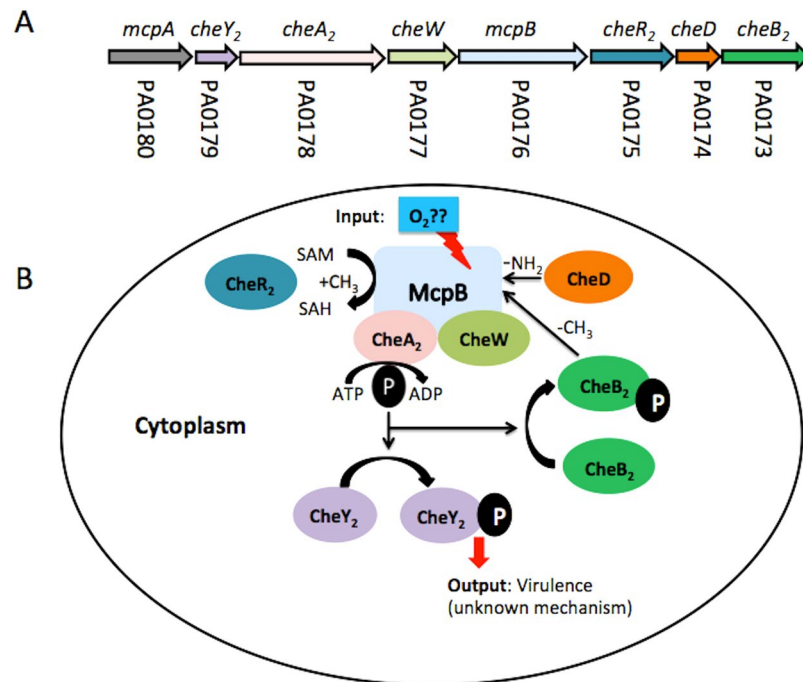 A
mcpA cheY₂ cheA₂ cheW mcpB cheR₂ cheD cheB₂
PA0180 PA0179 PA0178 PA0177 PA0176 PA0175 PA0174 PA0173
B
Input: O₂??
SAM
+CH₃
SAH
CheR₂
McpB
–NH₂
CheD
CheA₂
CheW
-CH₃
ATP
P
ADP
CheB₂
P
Cytoplasm
CheB₂
CheY₂
CheY₂
P
Output: Virulence
(unknown mechanism)